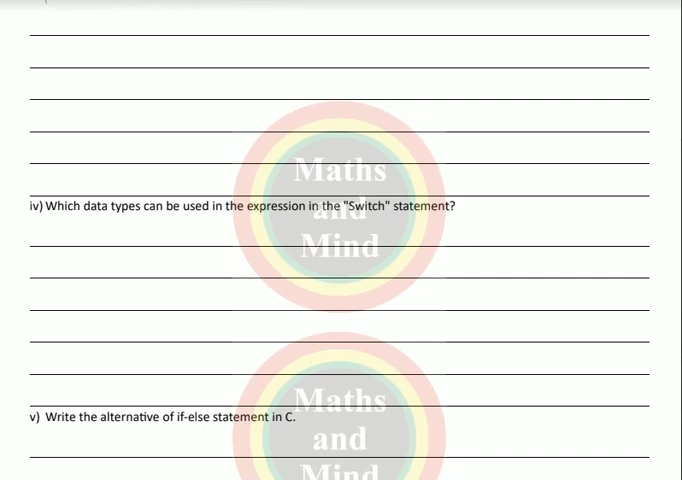 Maths
and
Mind
iv) Which data types can be used in the expression in the "Switch" statement?
Maths
and
Mind
v) Write the alternative of if-else statement in C.